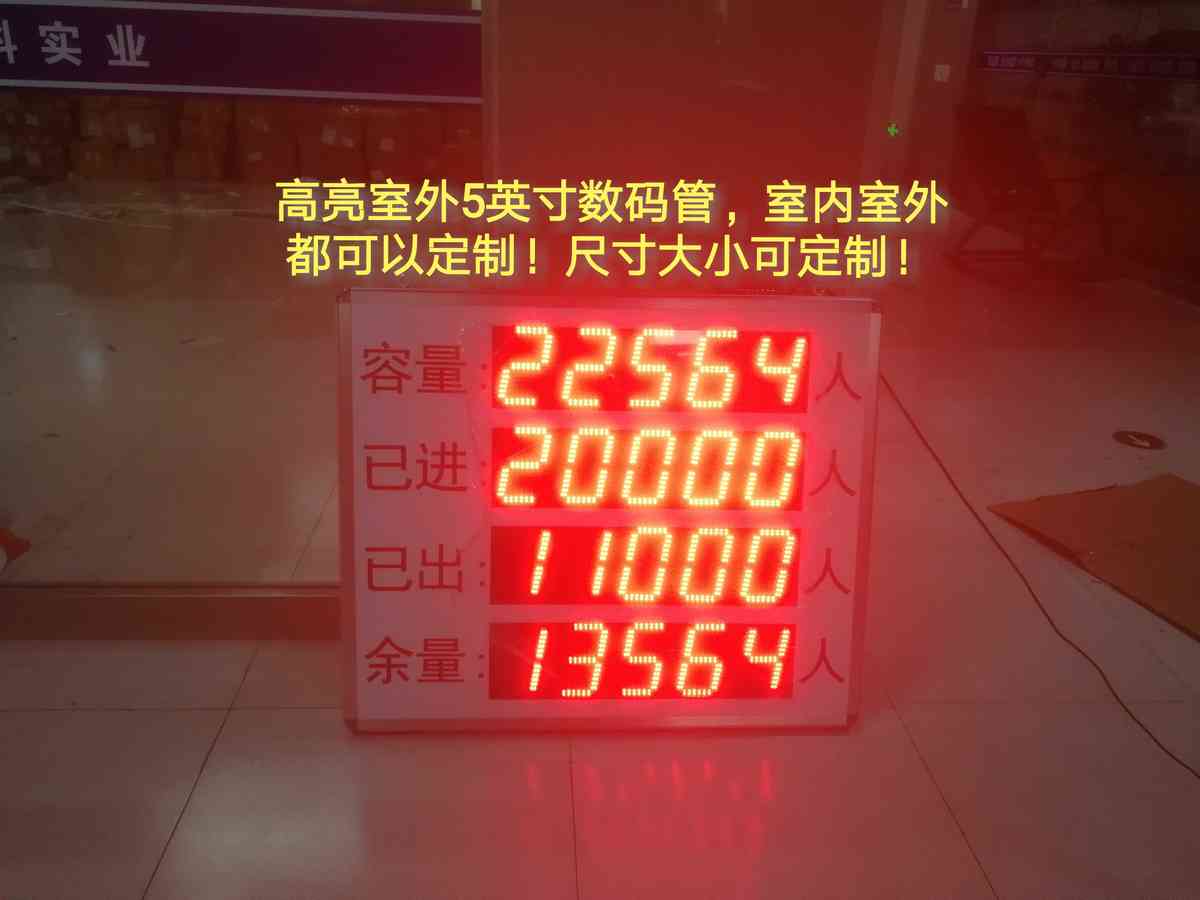 实业
高亮室外5英寸数码管，室内室外
都可以定制！尺寸大小可定制！
容量:22564人
已进:20000人
已出:11000人
余量:13564人